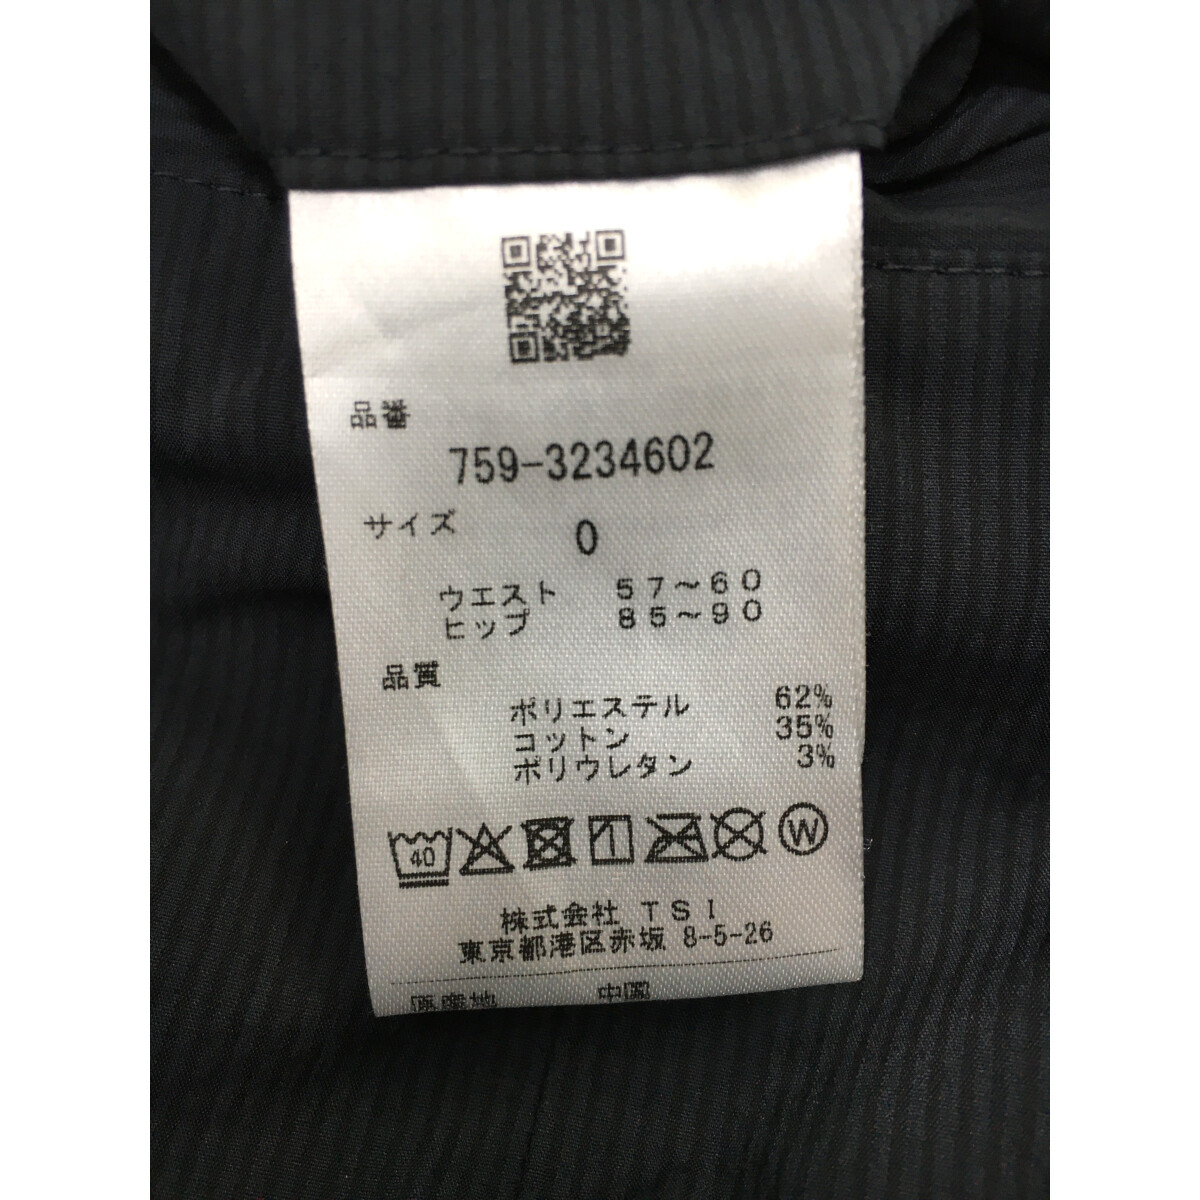 品番
759-3234602
サイズ 0
ウエスト 57～60
ヒップ 85～90
品質
ポリエステル 62%
コットン 35%
ポリウレタン 3%
40 W
株式会社 TSI
東京都港区赤坂 8-5-26
原産地 中国